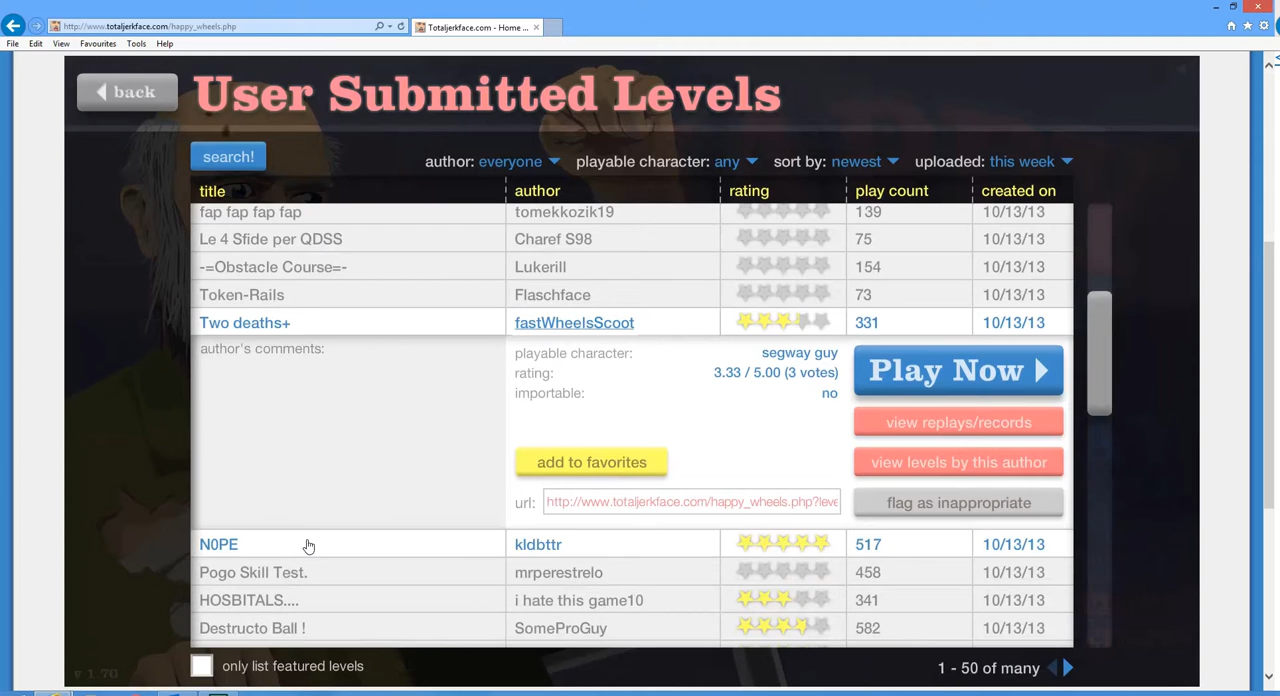 http://www.totaljerkface.com/happy_wheels.php
Totaljerkface.com - Home ...
File Edit View Favourites Tools Help
back
User Submitted Levels
search!
author: everyone playable character: any sort by: newest uploaded: this week
title author rating play count created on
fap fap fap fap tomekkozik19 139 10/13/13
Le 4 Sfide per QDSS Charef S98 75 10/13/13
-=Obstacle Course=- Lukerill 154 10/13/13
Token-Rails Flaschface 73 10/13/13
Two deaths+ fastWheelsScoot 331 10/13/13
author's comments:
playable character: segway guy
rating: 3.33 / 5.00 (3 votes)
importable: no
Play Now
view replays/records
add to favorites
view levels by this author
url: http://www.totaljerkface.com/happy_wheels.php?leve
flag as inappropriate
N0PE kldbttr 517 10/13/13
Pogo Skill Test. mrperestrelo 458 10/13/13
HOSBITALS.... i hate this game10 341 10/13/13
Destructo Ball ! SomeProGuy 582 10/13/13
only list featured levels
1 - 50 of many
v 1.70